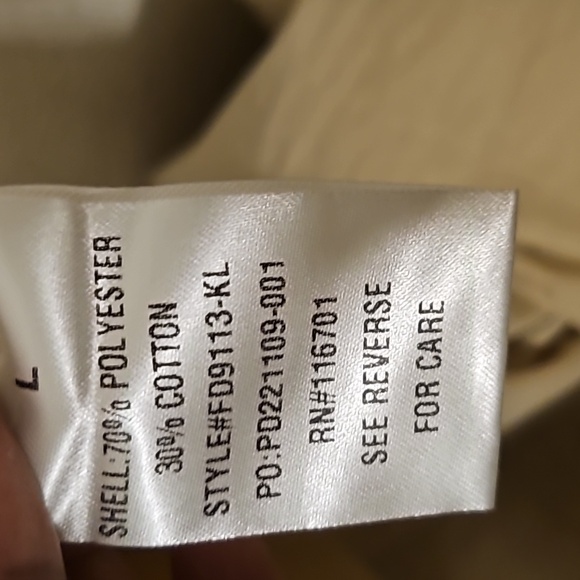 L
SHELL:70% POLYESTER
30% COTTON
STYLE#FD9113-KL
PO:PD221109-001
RN#116701
SEE REVERSE
FOR CARE